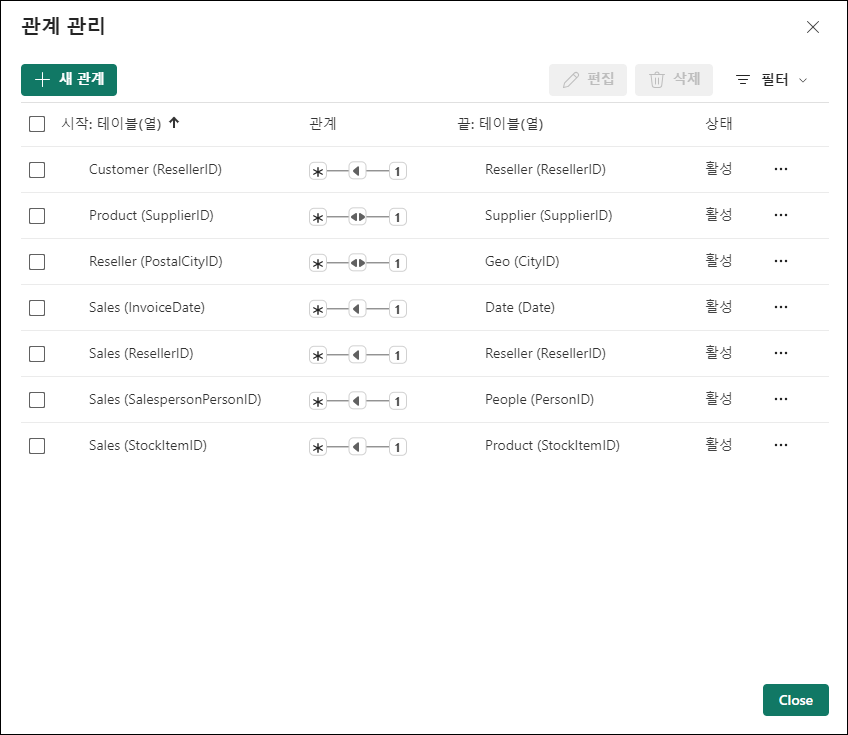 관계 관리
새 관계 편집 삭제 필터
시작: 테이블(열) ↑ 관계 끝: 테이블(열) 상태
Customer (ResellerID) * 1 Reseller (ResellerID) 활성 ...
Product (SupplierID) * 1 Supplier (SupplierID) 활성 ...
Reseller (PostalCityID) * 1 Geo (CityID) 활성 ...
Sales (InvoiceDate) * 1 Date (Date) 활성 ...
Sales (ResellerID) * 1 Reseller (ResellerID) 활성 ...
Sales (SalespersonPersonID) * 1 People (PersonID) 활성 ...
Sales (StockItemID) * 1 Product (StockItemID) 활성 ...
Close